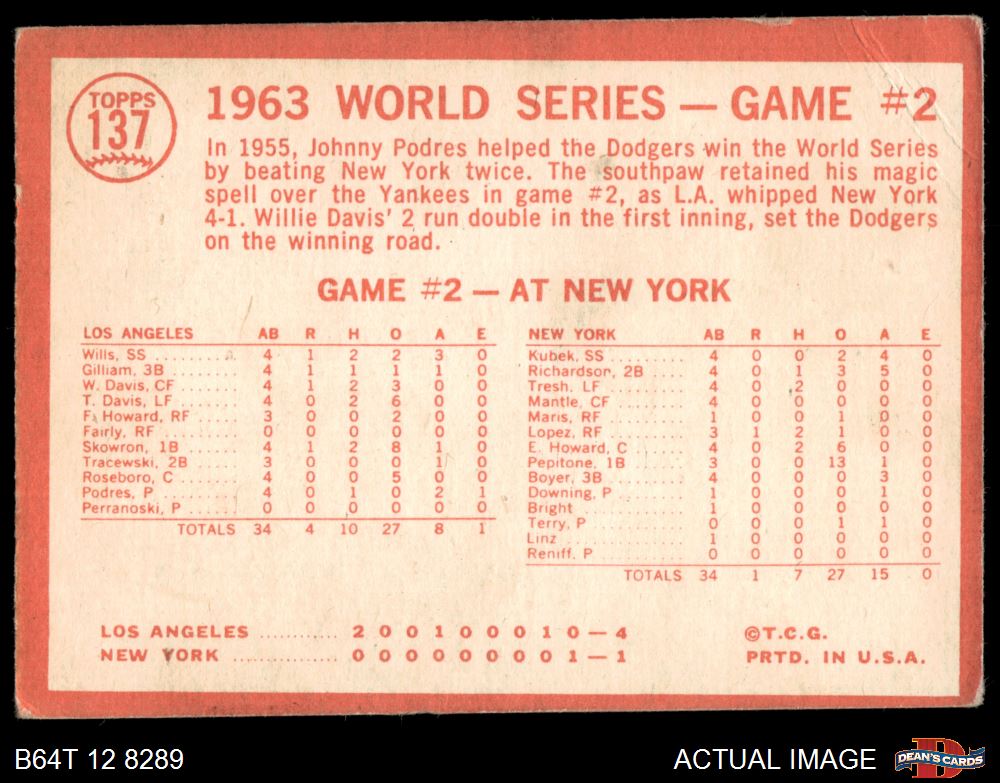 TOPPS
137
1963 WORLD SERIES — GAME #2
In 1955, Johnny Podres helped the Dodgers win the World Series
by beating New York twice. The southpaw retained his magic
spell over the Yankees in game #2, as L.A. whipped New York
4-1. Willie Davis' 2 run double in the first inning, set the Dodgers
on the winning road.
GAME #2 — AT NEW YORK
LOS ANGELES AB R H O A E
Wills, SS ......... 4 1 2 2 3 0
Gilliam, 3B ....... 4 1 1 1 1 0
W. Davis, CF ...... 4 1 2 3 0 0
T. Davis, LF ...... 4 0 2 6 0 0
F. Howard, RF ..... 3 0 0 2 0 0
Fairly, RF ........ 0 0 0 0 0 0
Skowron, 1B ....... 4 1 2 8 1 0
Tracewski, 2B ..... 3 0 0 0 1 0
Roseboro, C ....... 4 0 0 5 0 0
Podres, P ......... 4 0 1 0 2 1
Perranoski, P ..... 0 0 0 0 0 0
TOTALS 34 4 10 27 8 1
NEW YORK AB R H O A E
Kubek, SS ......... 4 0 0 2 4 0
Richardson, 2B .... 4 0 1 3 5 0
Tresh, LF ......... 4 0 2 0 0 0
Mantle, CF ........ 4 0 0 0 0 0
Maris, RF ......... 1 0 0 1 0 0
Lopez, RF ......... 3 1 2 1 0 0
E. Howard, C ...... 4 0 2 6 0 0
Pepitone, 1B ...... 3 0 0 13 1 0
Boyer, 3B ......... 4 0 0 0 3 0
Downing, P ........ 1 0 0 0 1 0
Bright ............ 1 0 0 0 0 0
Terry, P .......... 0 0 0 1 1 0
Linz .............. 1 0 0 0 0 0
Reniff, P ......... 0 0 0 0 0 0
TOTALS 34 1 7 27 15 0
LOS ANGELES ............ 2 0 0 1 0 0 0 1 0 — 4
NEW YORK ................ 0 0 0 0 0 0 0 0 1 — 1
©T.C.G.
PRTD. IN U.S.A.
B64T 12 8289
ACTUAL IMAGE
D
DEAN'S CARDS